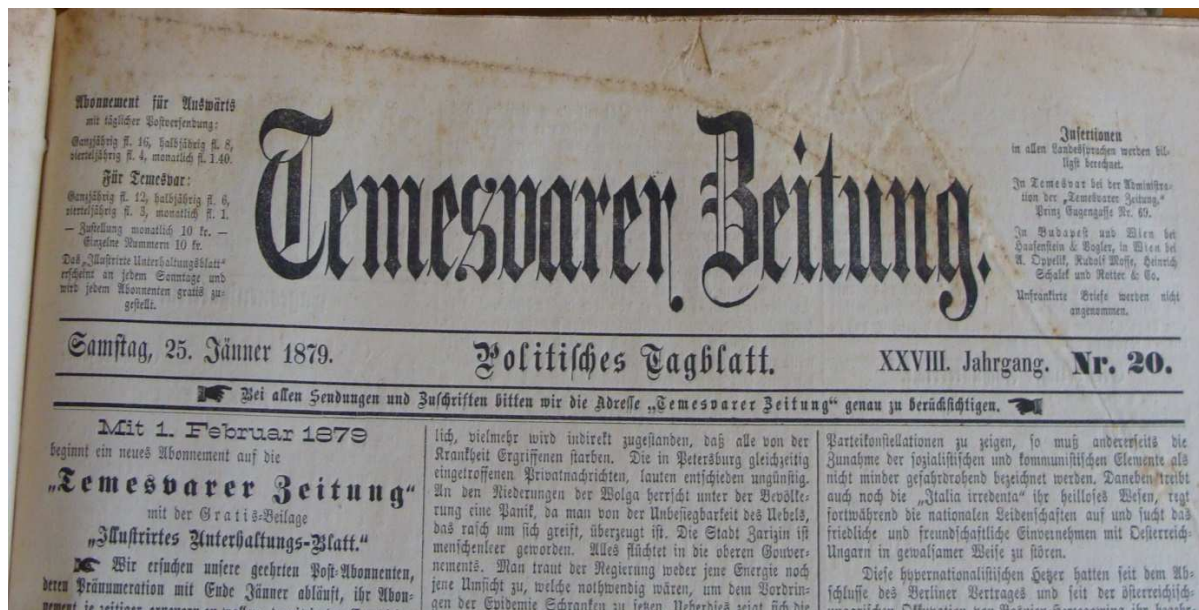 Abonnement für Auswärts
mit täglicher Postversendung:
Ganzjährig fl. 16, halbjährig fl. 8,
vierteljährig fl. 4, monatlich fl. 1.40.
Für Temesvar:
Ganzjährig fl. 12, halbjährig fl. 6,
vierteljährig fl. 3, monatlich fl. 1.
— Zustellung monatlich 10 kr. —
Einzelne Nummern 10 kr.
Das „Illustrirte Unterhaltungsblatt“
erscheint an jedem Sonntage und
wird jedem Abonnenten gratis zu-
gestellt.
Temesvarer Zeitung.
Insertionen
in allen Landessprachen werden bil-
ligst berechnet.
In Temesvar bei der Administra-
tion der „Temesvarer Zeitung,“
Prinz Eugengasse Nr. 69.
In Budapest und Wien bei
Haasenstein & Vogler, in Wien bei
A. Oppelik, Rudolf Mosse, Heinrich
Schalek und Rotter & Co.
Unfrankirte Briefe werden nicht
angenommen.
Samstag, 25. Jänner 1879.
Politisches Tagblatt.
XXVIII. Jahrgang. Nr. 20.
Bei allen Sendungen und Zuschriften bitten wir die Adresse „Temesvarer Zeitung“ genau zu berücksichtigen.
Mit 1. Februar 1879
beginnt ein neues Abonnement auf die
„Temesvarer Zeitung“
mit der Gratis-Beilage
„Illustrirtes Unterhaltungs-Blatt.“
Wir ersuchen unsere geehrten Post-Abonnenten,
deren Pränumeration mit Ende Jänner abläuft, ihr Abon-
lich, vielmehr wird indirekt zugestanden, daß alle von der
Krankheit Ergriffenen starben. Die in Petersburg gleichzeitig
eingetroffenen Privatnachrichten, lauten entschieden ungünstig.
An den Niederungen der Wolga herrscht unter der Bevölke-
rung eine Panik, da man von der Unbesiegbarkeit des Uebels,
das rasch um sich greift, überzeugt ist. Die Stadt Zarizin ist
menschenleer geworden. Alles flüchtet in die oberen Gouver-
nements. Man traut der Regierung weder jene Energie noch
jene Umsicht zu, welche nothwendig wären, um dem Vordrin-
gen der Epidemie Schranken zu setzen. Ueberdies zeigt sich die
Parteikonstellationen zu zeigen, so muß andererseits die
Zunahme der sozialistischen und kommunistischen Elemente als
nicht minder gefahrdrohend bezeichnet werden. Daneben treibt
auch noch die „Italia irredenta“ ihr heilloses Wesen, regt
fortwährend die nationalen Leidenschaften auf und sucht das
friedliche und freundschaftliche Einvernehmen mit Oesterreich-
Ungarn in gewaltsamer Weise zu stören.
Diese hypernationalistischen Hetzer hatten seit dem Ab-
schlusse des Berliner Vertrages und seit der österreichisch-